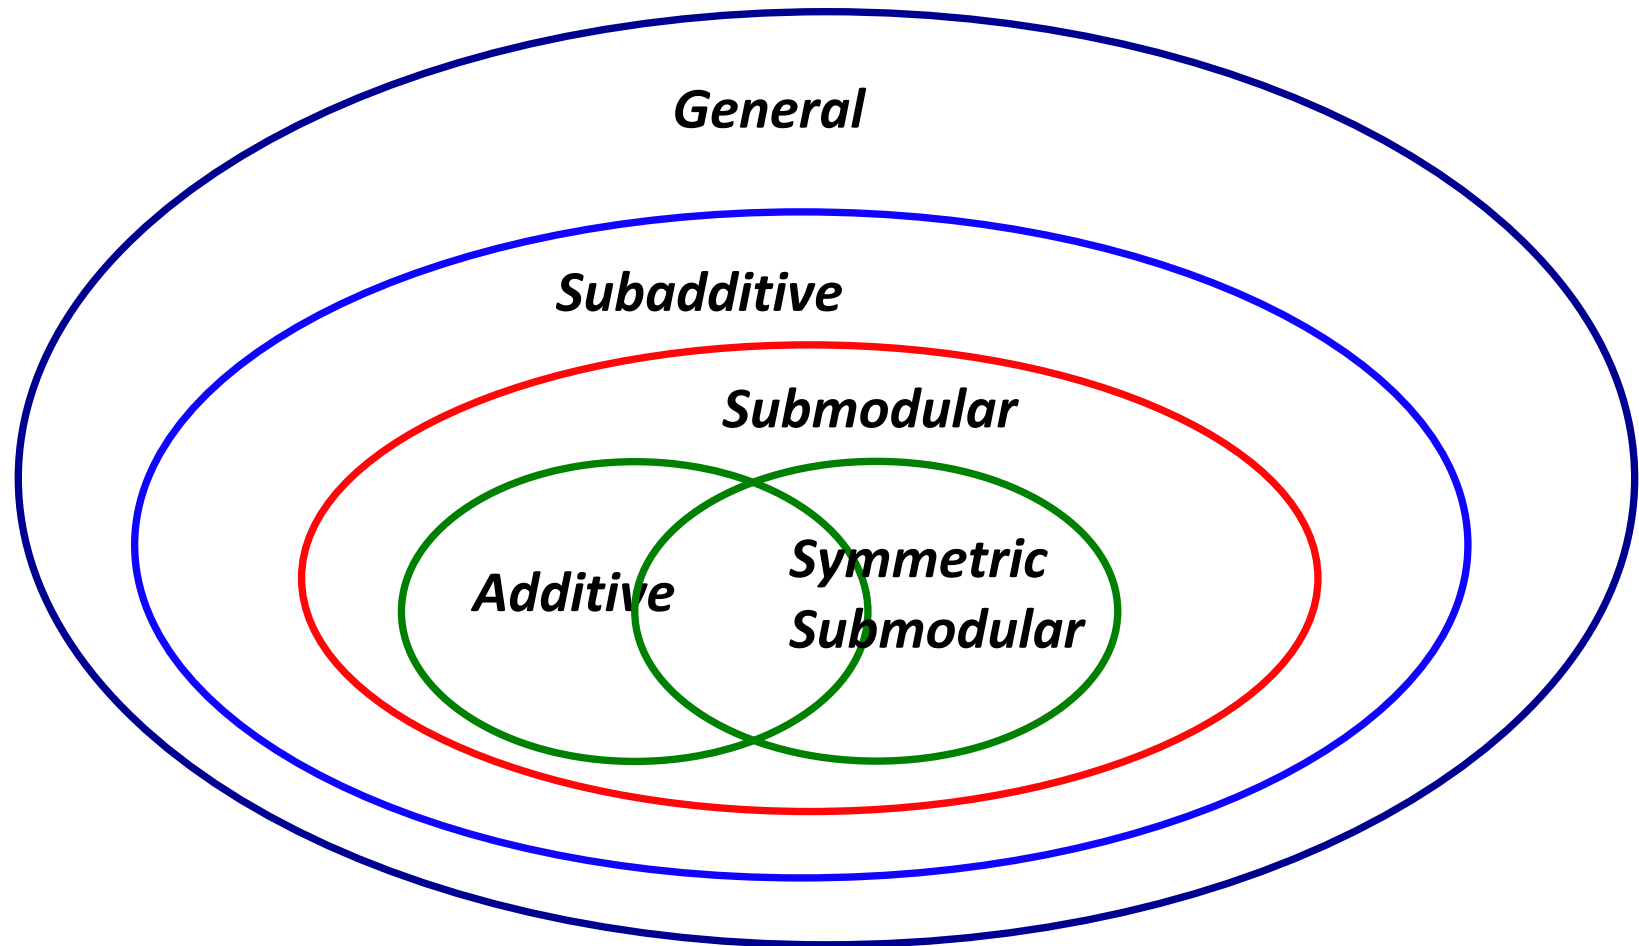 General
Subadditive
Submodular
Additive
Symmetric
Submodular